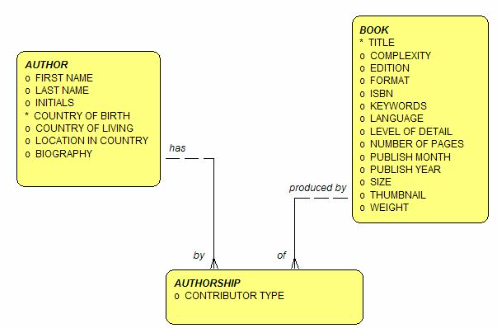 AUTHOR
o FIRST NAME
o LAST NAME
o INITIALS
* COUNTRY OF BIRTH
o COUNTRY OF LIVING
o LOCATION IN COUNTRY
o BIOGRAPHY
BOOK
* TITLE
o COMPLEXITY
o EDITION
o FORMAT
o ISBN
o KEYWORDS
o LANGUAGE
o LEVEL OF DETAIL
o NUMBER OF PAGES
o PUBLISH MONTH
o PUBLISH YEAR
o SIZE
o THUMBNAIL
o WEIGHT
has
produced by
by
of
AUTHORSHIP
o CONTRIBUTOR TYPE